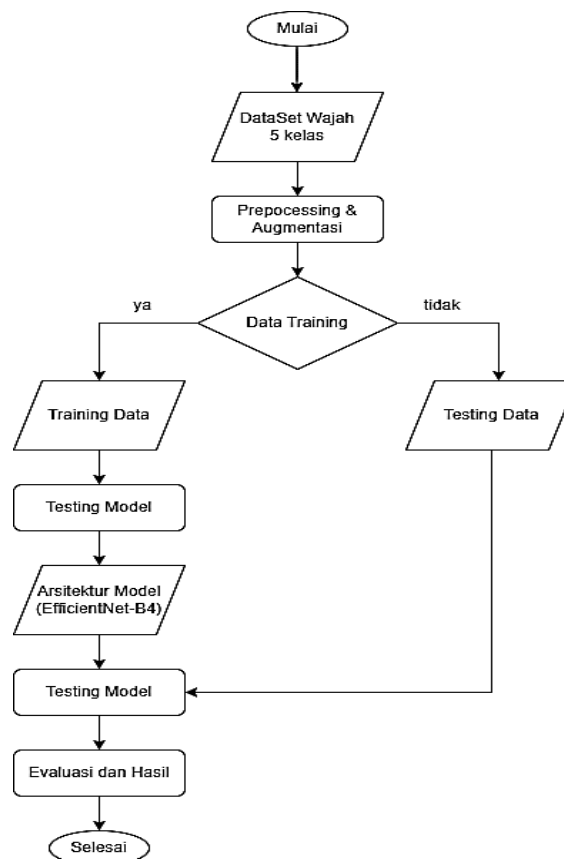 Mulai
DataSet Wajah
5 kelas
Prepocessing &
Augmentasi
ya
Data Training
tidak
Training Data
Testing Data
Testing Model
Arsitektur Model
(EfficientNet-B4)
Testing Model
Evaluasi dan Hasil
Selesai